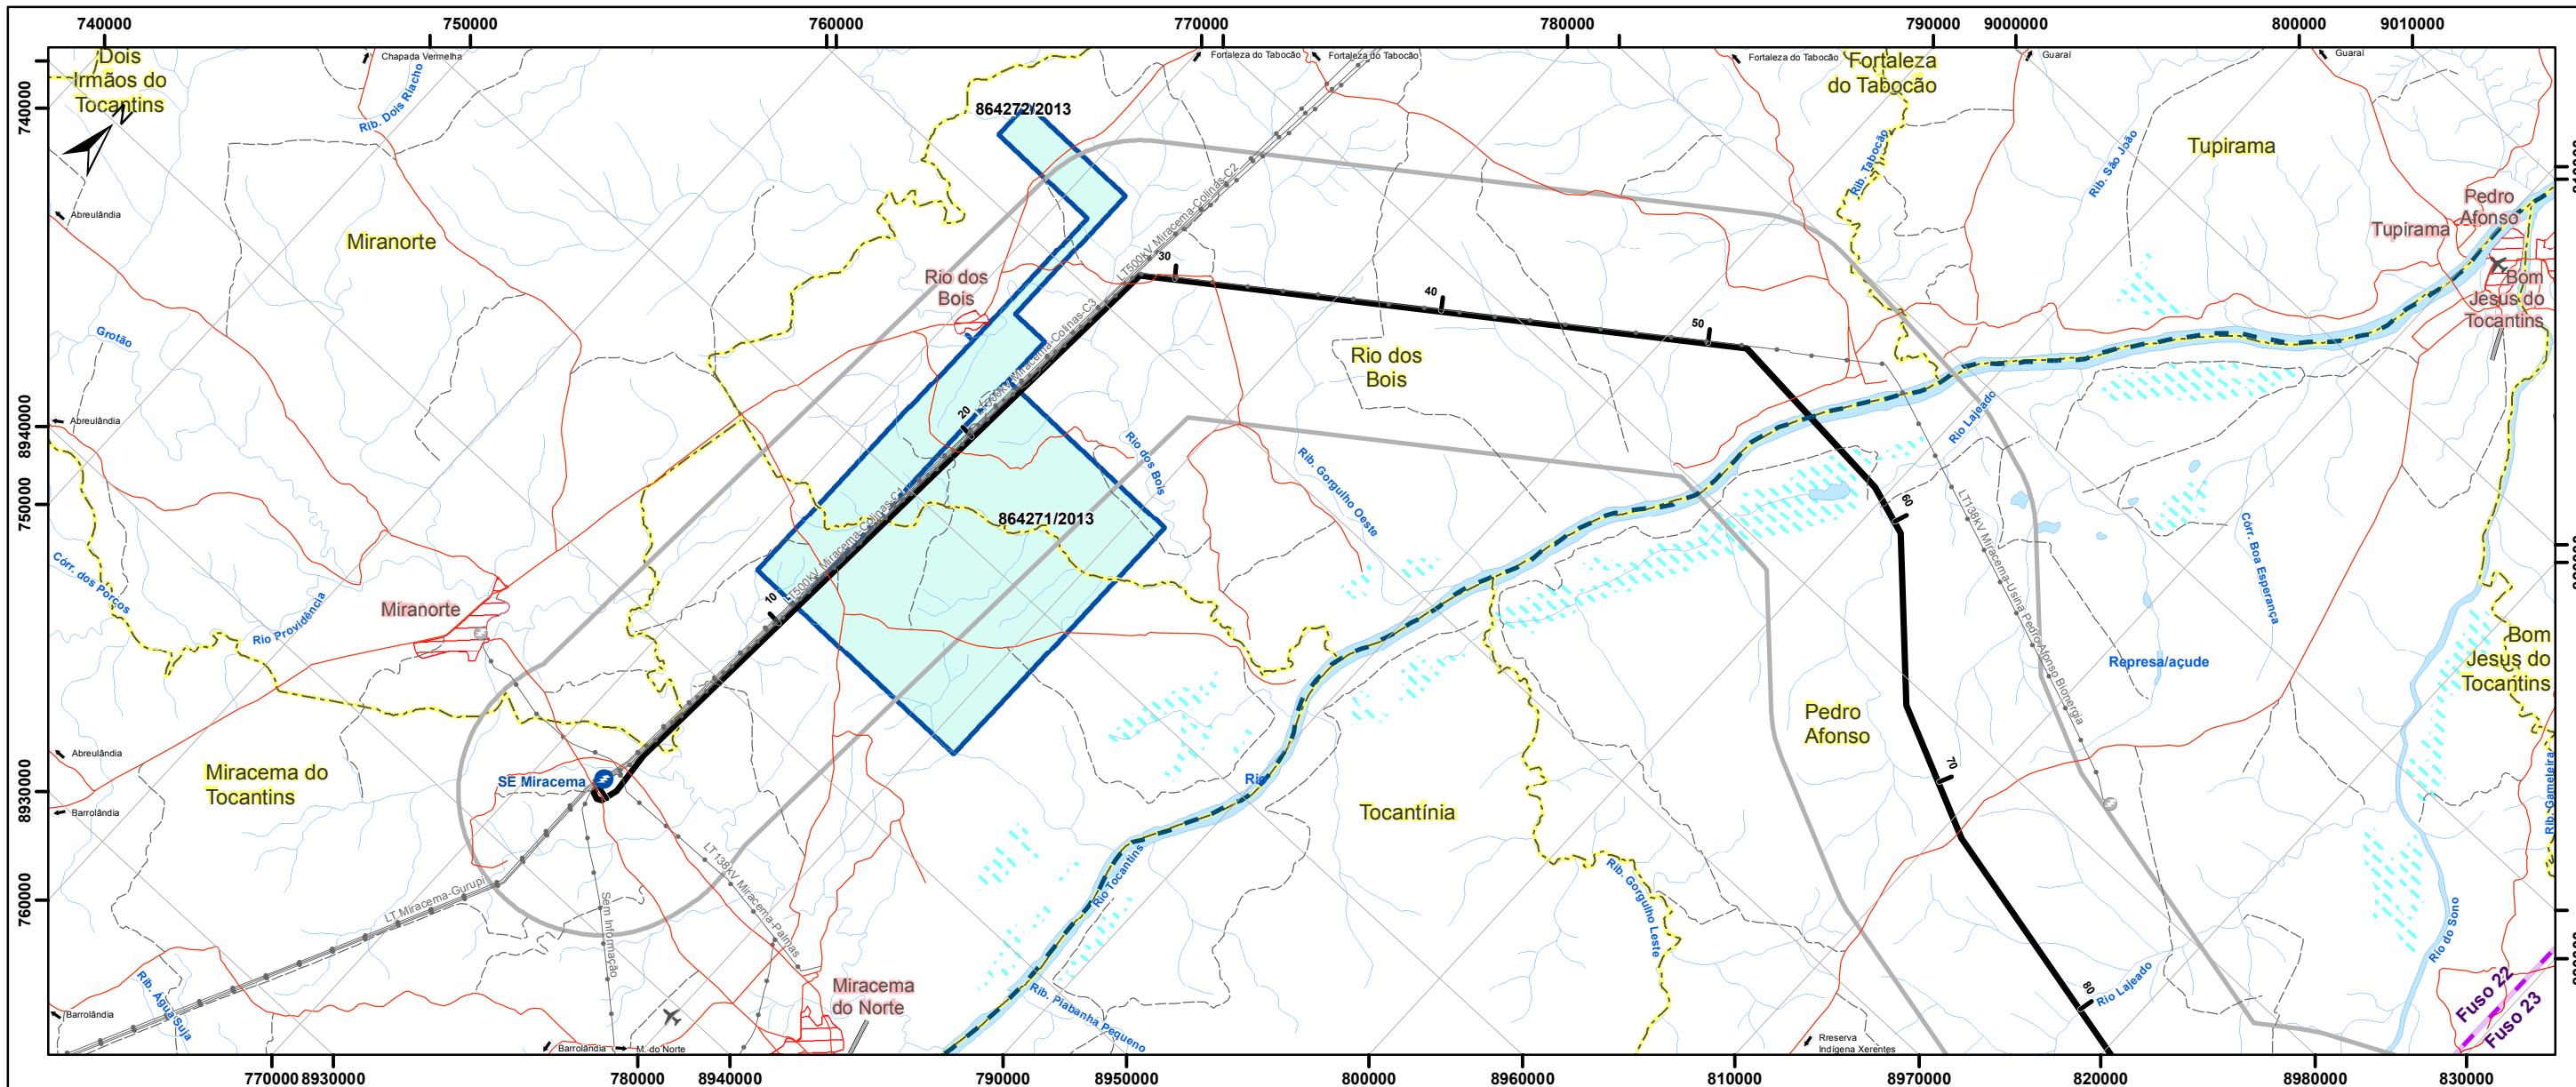 740000
750000
760000
770000
780000
790000
9000000
800000
9010000
Dois
Irmãos do
Tocantins
Chapada Vermelha
Fortaleza do Tabocão
Fortaleza do Tabocão
Fortaleza do Tabocão
Fortaleza
do Tabocão
Guaraí
Guaraí
N
740000
Rib. Dois Riacho
864272/2013
Rib. Tabocão
Rib. São João
Tupirama
Abreulândia
Miranorte
LT500kV Miracema-Colinas-C2
Pedro
Afonso
Tupirama
Rio dos
Bois
30
40
50
Bom
Jesus do
Tocantins
Grotão
LT500kV Miracema-Colinas-C3
Rio dos
Bois
8940000
Abreulândia
20
Rio Lajeado
Rio dos Bois
Rib. Gorgulho Oeste
750000
864271/2013
LT500kV Miracema-Colinas-C1
60
LT138kV Miracema-Usina Pedro Afonso Bionergia
Córr. Boa Esperança
Córr. dos Porcos
Rio Providência
Miranorte
10
Represa/açude
Bom
Jesus do
Tocantins
Pedro
Afonso
Abreulândia
Miracema do
Tocantins
SE Miracema
Rio
70
8930000
Barrolândia
Tocantínia
Rib. Gameleira
LT138kV Miracema-Palmas
Rio Tocantins
Rib. Gorgulho Leste
760000
LT Miracema-Gurupi
Sem Informação
Rio do Sono
Rib. Água Suja
Miracema
do Norte
Rib. Piabanha Pequeno
80
Rio Lajeado
Fuso 22
Fuso 23
Barrolândia
Barrolândia
M. do Norte
Rreserva
Indígena Xerentes
770000
8930000
780000
8940000
790000
8950000
800000
8960000
810000
8970000
820000
8980000
830000